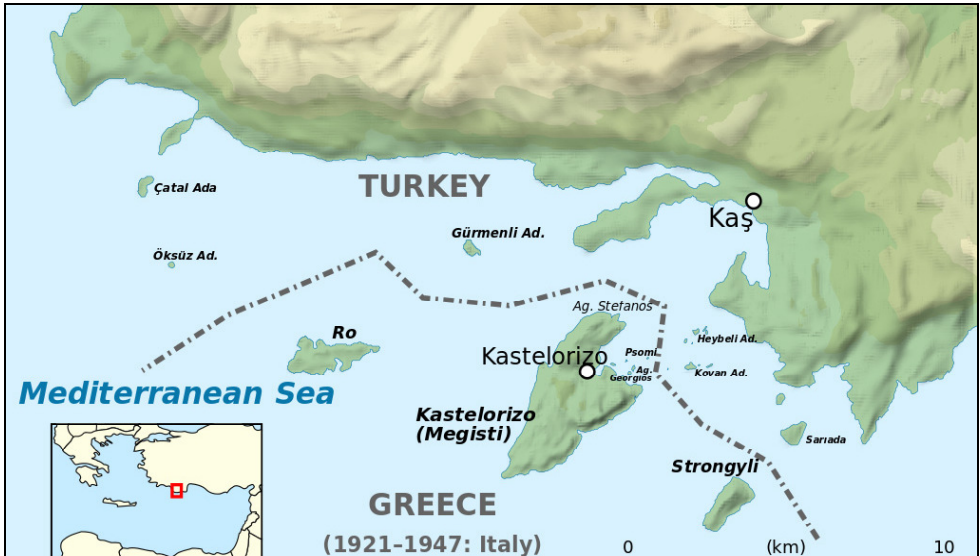 TURKEY
Çatal Ada
Kaş
Gürmenli Ad.
Öksüz Ad.
Ag. Stefanos
Ro
Heybeli Ad.
Kastelorizo
Psomi
Ag.
Georgios
Kovan Ad.
Mediterranean Sea
Kastelorizo
(Megisti)
Sarıada
Strongyli
GREECE
(1921–1947: Italy)
0 (km) 10